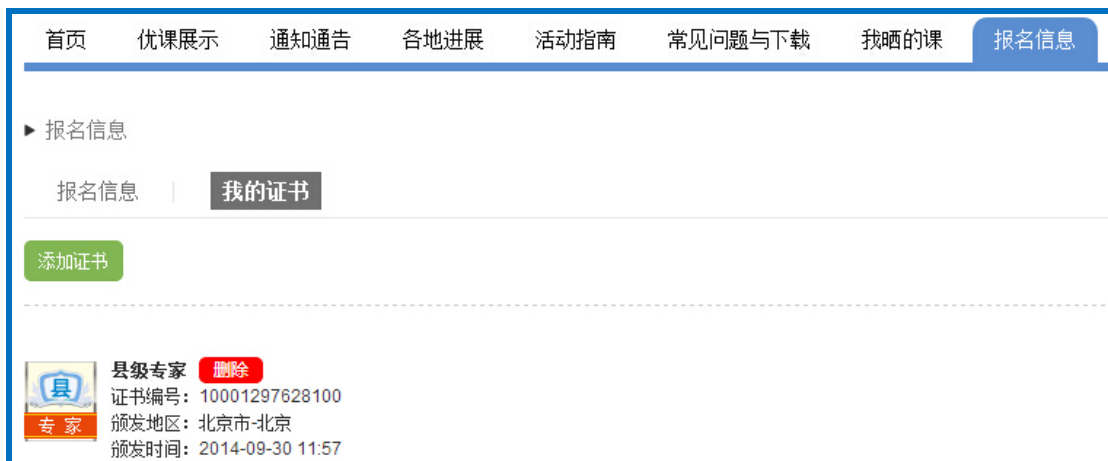 首页 优课展示 通知通告 各地进展 活动指南 常见问题与下载 我晒的课 报名信息
▶ 报名信息
报名信息 | 我的证书
添加证书
县级专家 删除
县
证书编号：10001297628100
专家
颁发地区：北京市-北京
颁发时间：2014-09-30 11:57